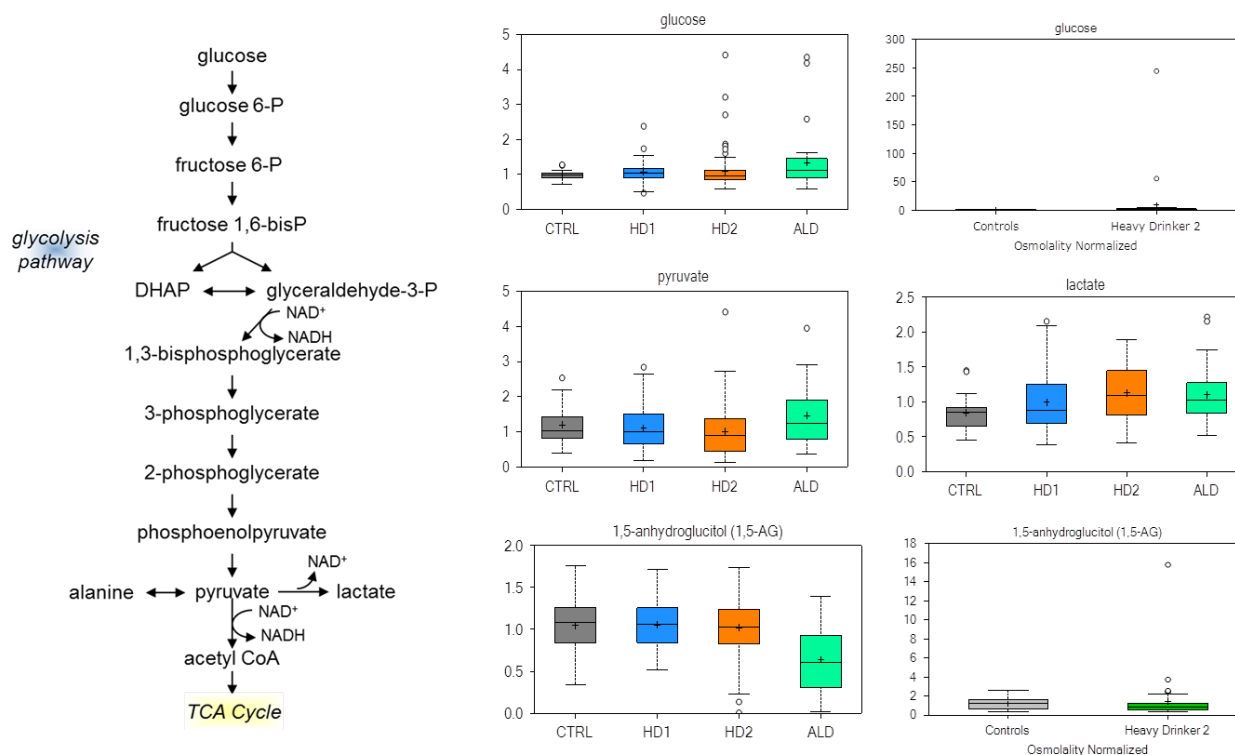 glucose
glucose 6-P
fructose 6-P
fructose 1,6-bisP
glycolysis
pathway
DHAP
glyceraldehyde-3-P
NAD⁺
NADH
1,3-bisphosphoglycerate
3-phosphoglycerate
2-phosphoglycerate
phosphoenolpyruvate
NAD⁺
alanine
pyruvate
lactate
NAD⁺
NADH
acetyl CoA
TCA Cycle
glucose
5
4
3
2
1
0
CTRL
HD1
HD2
ALD
glucose
300
250
200
150
100
50
0
Controls
Heavy Drinker 2
Osmolality Normalized
pyruvate
5
4
3
2
1
0
CTRL
HD1
HD2
ALD
lactate
2.5
2.0
1.5
1.0
0.5
0.0
CTRL
HD1
HD2
ALD
1,5-anhydroglucitol (1,5-AG)
2.0
1.5
1.0
0.5
0.0
CTRL
HD1
HD2
ALD
1,5-anhydroglucitol (1,5-AG)
18
16
14
12
10
8
6
4
2
0
Controls
Heavy Drinker 2
Osmolality Normalized